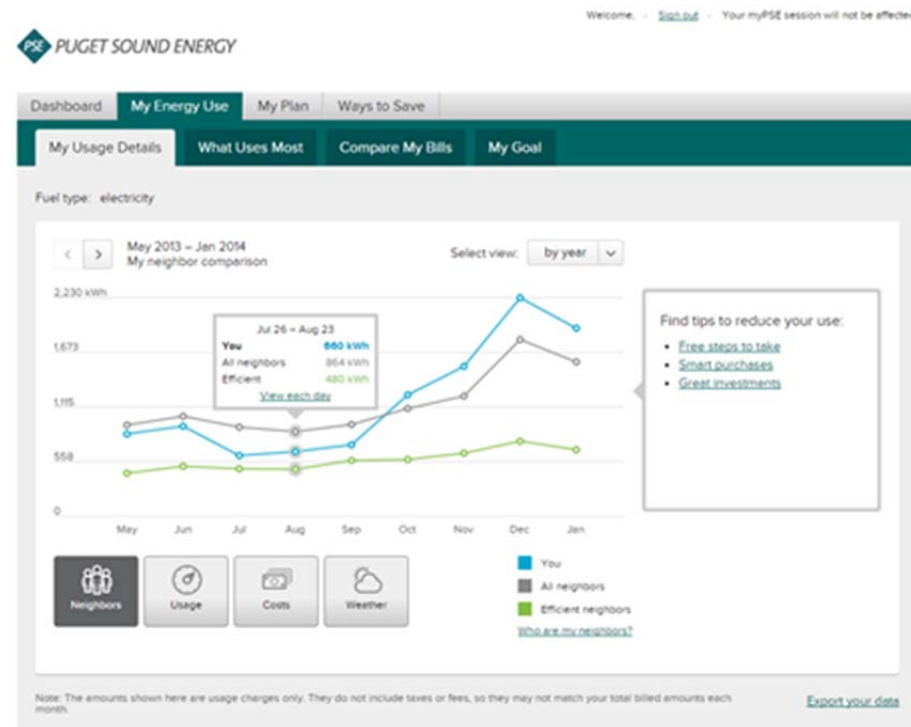 Welcome, - Sign out - Your myPSE session will not be affected
PSE PUGET SOUND ENERGY
Dashboard My Energy Use My Plan Ways to Save
My Usage Details What Uses Most Compare My Bills My Goal
Fuel type: electricity
< > May 2013 – Jan 2014
My neighbor comparison
Select view: by year
2,230 kWh
1,673
1,115
558
0
Jul 26 – Aug 23
You 660 kWh
All neighbors 864 kWh
Efficient 480 kWh
View each day
May Jun Jul Aug Sep Oct Nov Dec Jan
Find tips to reduce your use:
Free steps to take
Smart purchases
Great investments
Neighbors Usage Costs Weather
You
All neighbors
Efficient neighbors
Who are my neighbors?
Note: The amounts shown here are usage charges only. They do not include taxes or fees, so they may not match your total billed amounts each
month.
Export your data